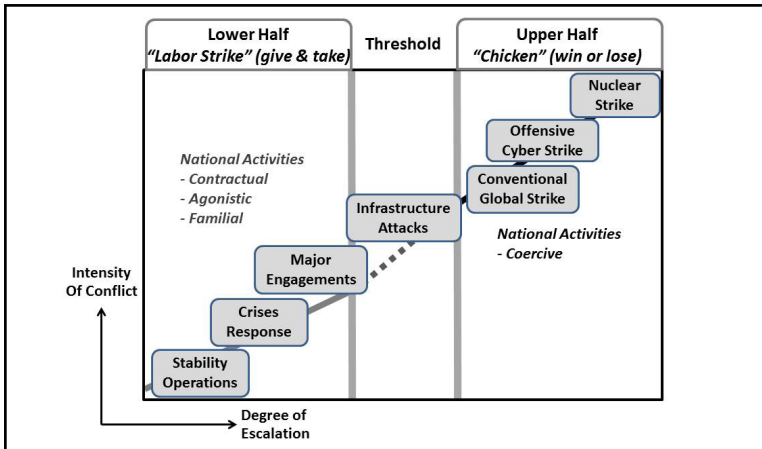 Lower Half
“Labor Strike” (give & take)
Threshold
Upper Half
“Chicken” (win or lose)
Nuclear
Strike
Offensive
Cyber Strike
Conventional
Global Strike
National Activities
- Contractual
- Agonistic
- Familial
Infrastructure
Attacks
National Activities
- Coercive
Major
Engagements
Intensity
Of Conflict
Crises
Response
Stability
Operations
Degree of
Escalation